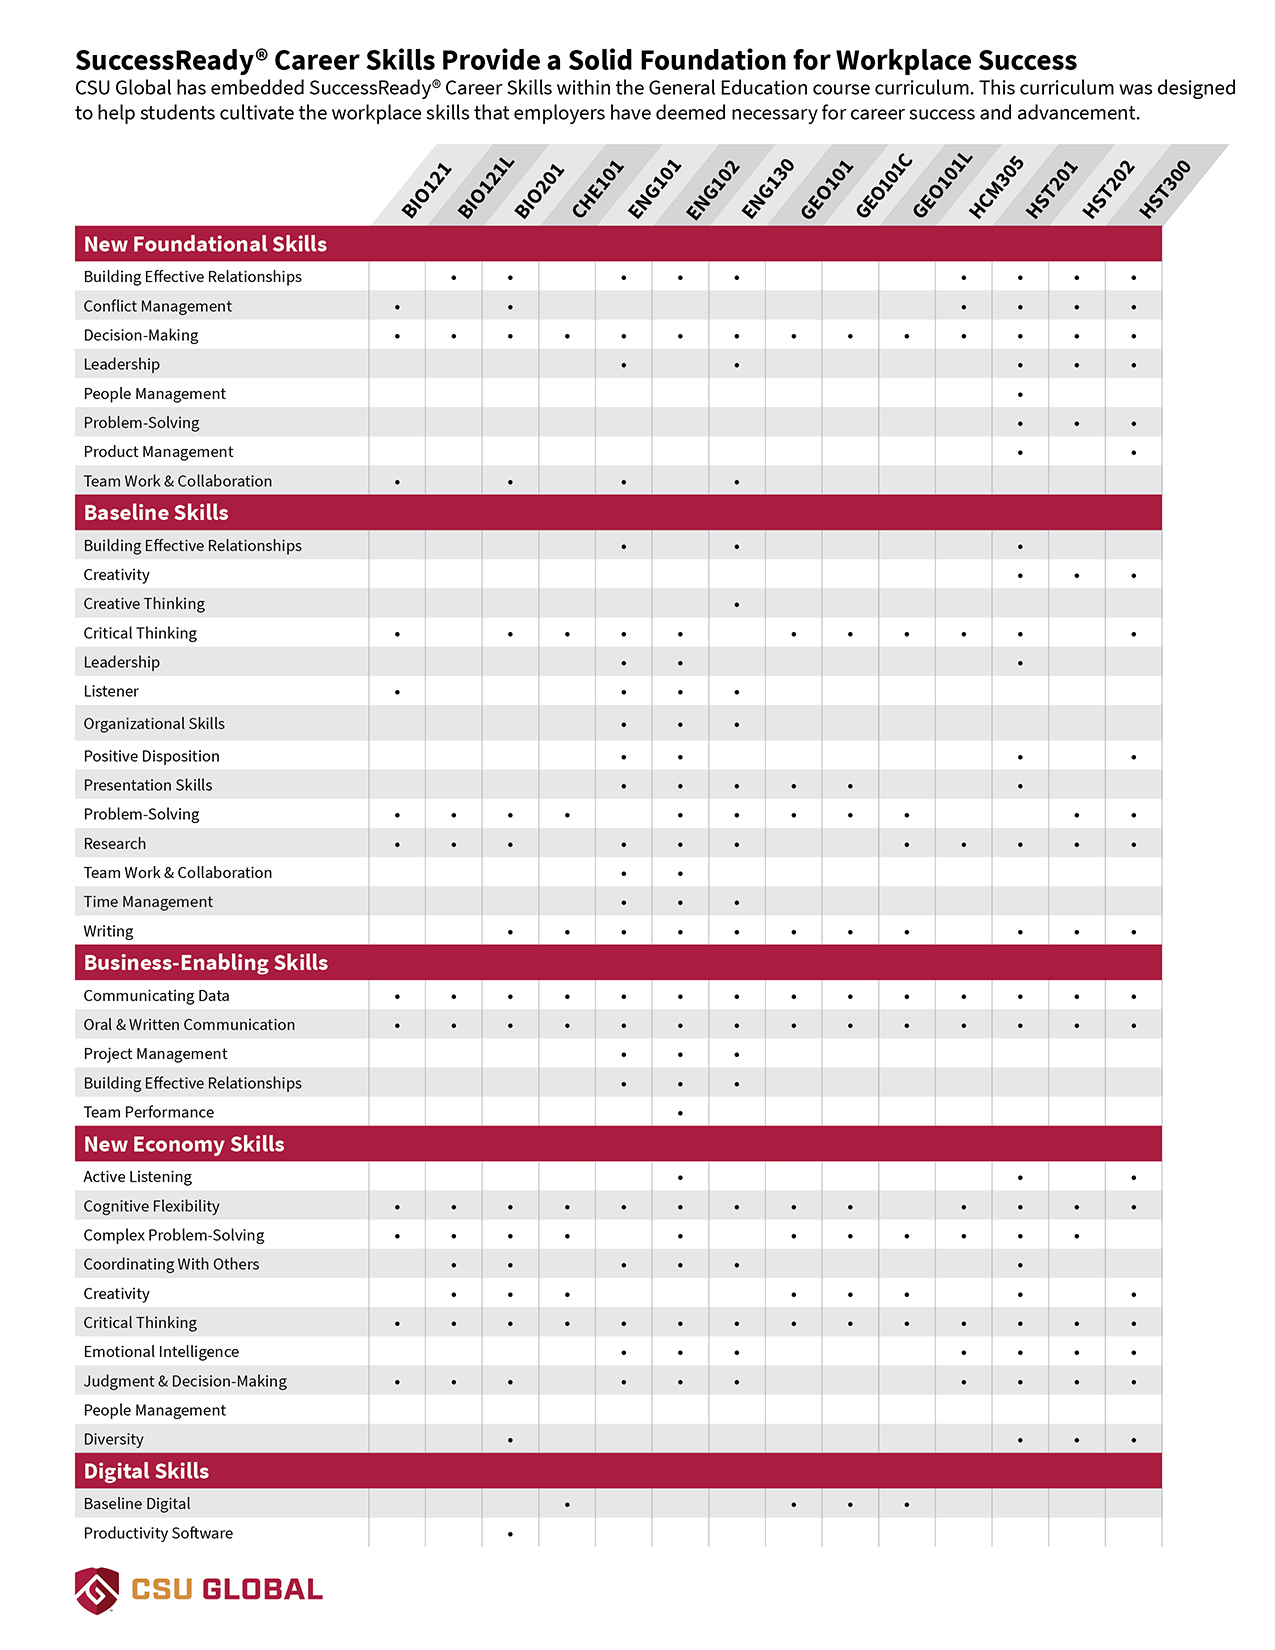 SuccessReady® Career Skills Provide a Solid Foundation for Workplace Success
CSU Global has embedded SuccessReady® Career Skills within the General Education course curriculum. This curriculum was designed
to help students cultivate the workplace skills that employers have deemed necessary for career success and advancement.
BIO121 BIO121L BIO201 CHE101 ENG101 ENG102 ENG130 GEO101 GEO101C GEO101L HCM305 HST201 HST202 HST300
New Foundational Skills
Building Effective Relationships
Conflict Management
Decision-Making
Leadership
People Management
Problem-Solving
Product Management
Team Work & Collaboration
Baseline Skills
Building Effective Relationships
Creativity
Creative Thinking
Critical Thinking
Leadership
Listener
Organizational Skills
Positive Disposition
Presentation Skills
Problem-Solving
Research
Team Work & Collaboration
Time Management
Writing
Business-Enabling Skills
Communicating Data
Oral & Written Communication
Project Management
Building Effective Relationships
Team Performance
New Economy Skills
Active Listening
Cognitive Flexibility
Complex Problem-Solving
Coordinating With Others
Creativity
Critical Thinking
Emotional Intelligence
Judgment & Decision-Making
People Management
Diversity
Digital Skills
Baseline Digital
Productivity Software
CSU GLOBAL